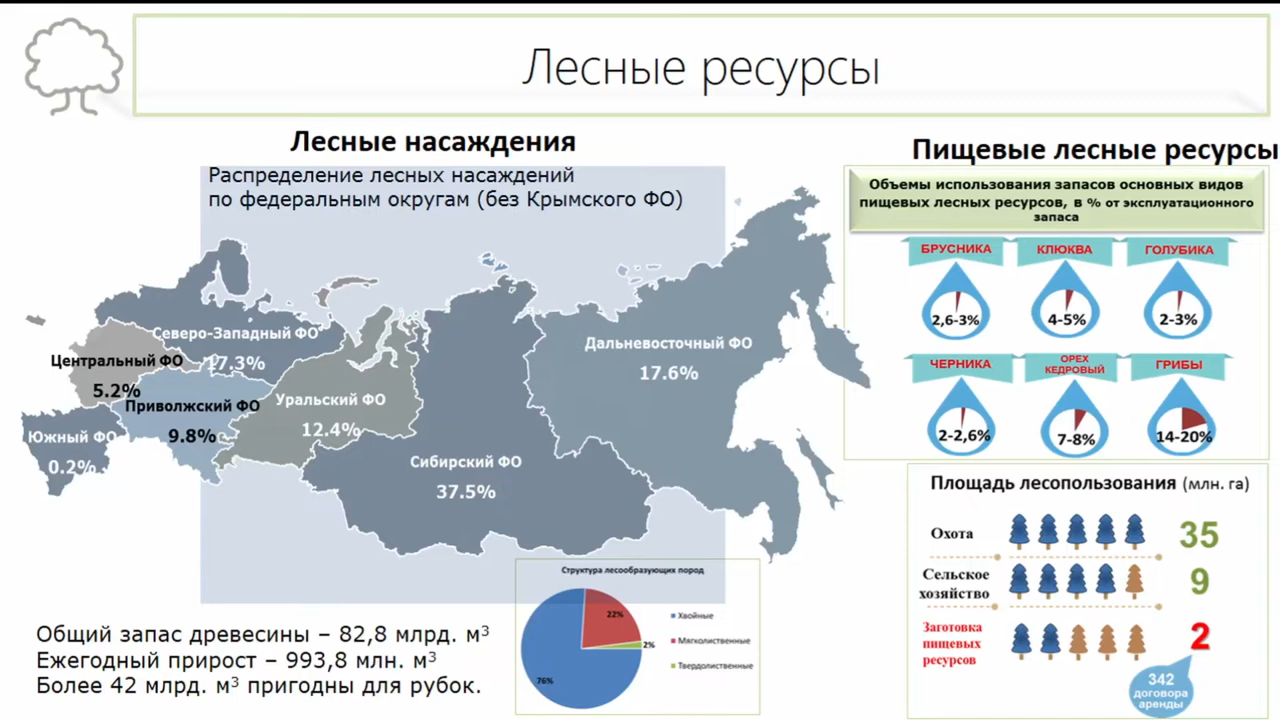 Лесные ресурсы
Лесные насаждения
Распределение лесных насаждений
по федеральным округам (без Крымского ФО)
Северо-Западный ФО
17.3%
Центральный ФО
5.2%
Приволжский ФО
9.8%
Южный ФО
0.2%
Уральский ФО
12.4%
Сибирский ФО
37.5%
Дальневосточный ФО
17.6%
Общий запас древесины – 82,8 млрд. м³
Ежегодный прирост – 993,8 млн. м³
Более 42 млрд. м³ пригодны для рубок.
Структура лесообразующих пород
22%
2%
76%
Хвойные
Мягколиственные
Твердолиственные
Пищевые лесные ресурсы
Объемы использования запасов основных видов
пищевых лесных ресурсов, в % от эксплуатационного
запаса
БРУСНИКА
2,6-3%
КЛЮКВА
4-5%
ГОЛУБИКА
2-3%
ЧЕРНИКА
2-2,6%
ОРЕХ
КЕДРОВЫЙ
7-8%
ГРИБЫ
14-20%
Площадь лесопользования (млн. га)
Охота
35
Сельское
хозяйство
9
Заготовка
пищевых
ресурсов
2
342
договора
аренды